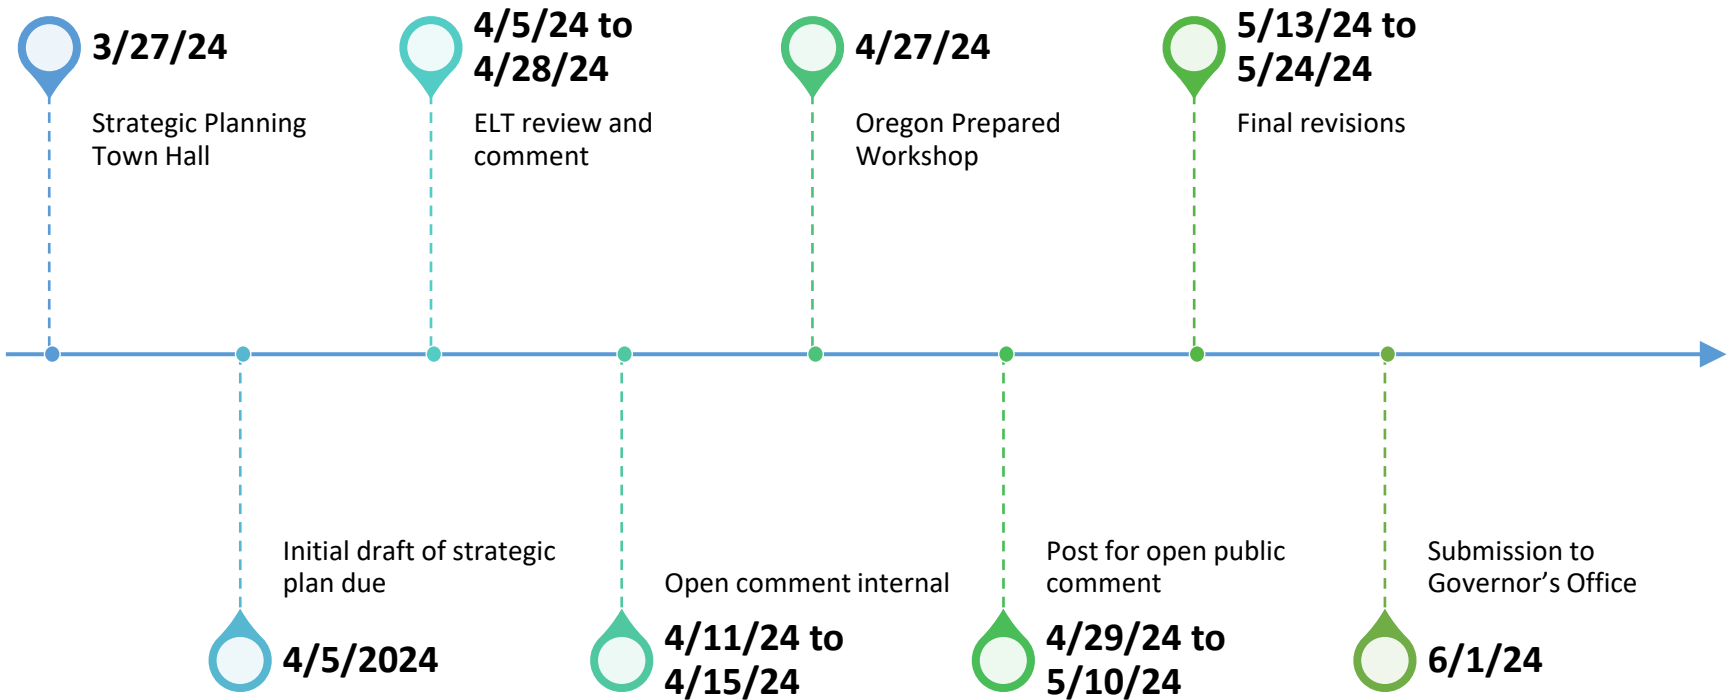 3/27/24
Strategic Planning
Town Hall
4/5/24 to
4/28/24
ELT review and
comment
4/27/24
Oregon Prepared
Workshop
5/13/24 to
5/24/24
Final revisions
Initial draft of strategic
plan due
4/5/2024
Open comment internal
4/11/24 to
4/15/24
Post for open public
comment
4/29/24 to
5/10/24
Submission to
Governor’s Office
6/1/24